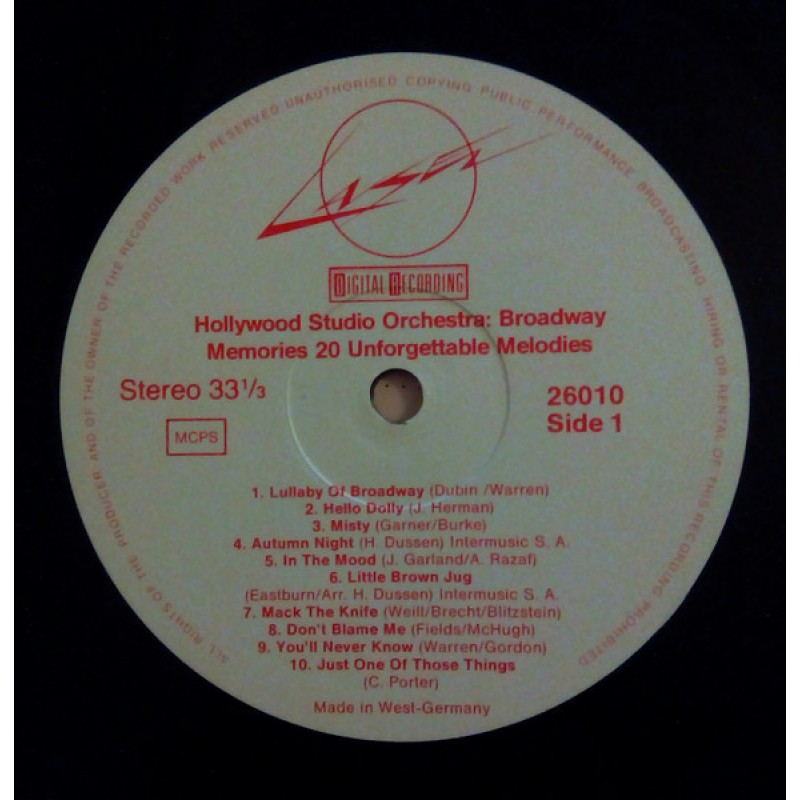 ALL RIGHTS OF THE PRODUCER AND OF THE OWNER OF THE RECORDED WORK RESERVED UNAUTHORISED COPYING PUBLIC PERFORMANCE BROADCASTING HIRING OR RENTAL OF THIS RECORDING PROHIBITED
Laser
DIGITAL RECORDING
Hollywood Studio Orchestra: Broadway
Memories 20 Unforgettable Melodies
Stereo 33 1/3
26010
MCPS
Side 1
1. Lullaby Of Broadway (Dubin /Warren)
2. Hello Dolly (J. Herman)
3. Misty (Garner/Burke)
4. Autumn Night (H. Dussen) Intermusic S. A.
5. In The Mood (J. Garland/A. Razaf)
6. Little Brown Jug
(Eastburn/Arr. H. Dussen) Intermusic S. A.
7. Mack The Knife (Weill/Brecht/Blitzstein)
8. Don't Blame Me (Fields/McHugh)
9. You'll Never Know (Warren/Gordon)
10. Just One Of Those Things
(C. Porter)
Made in West-Germany